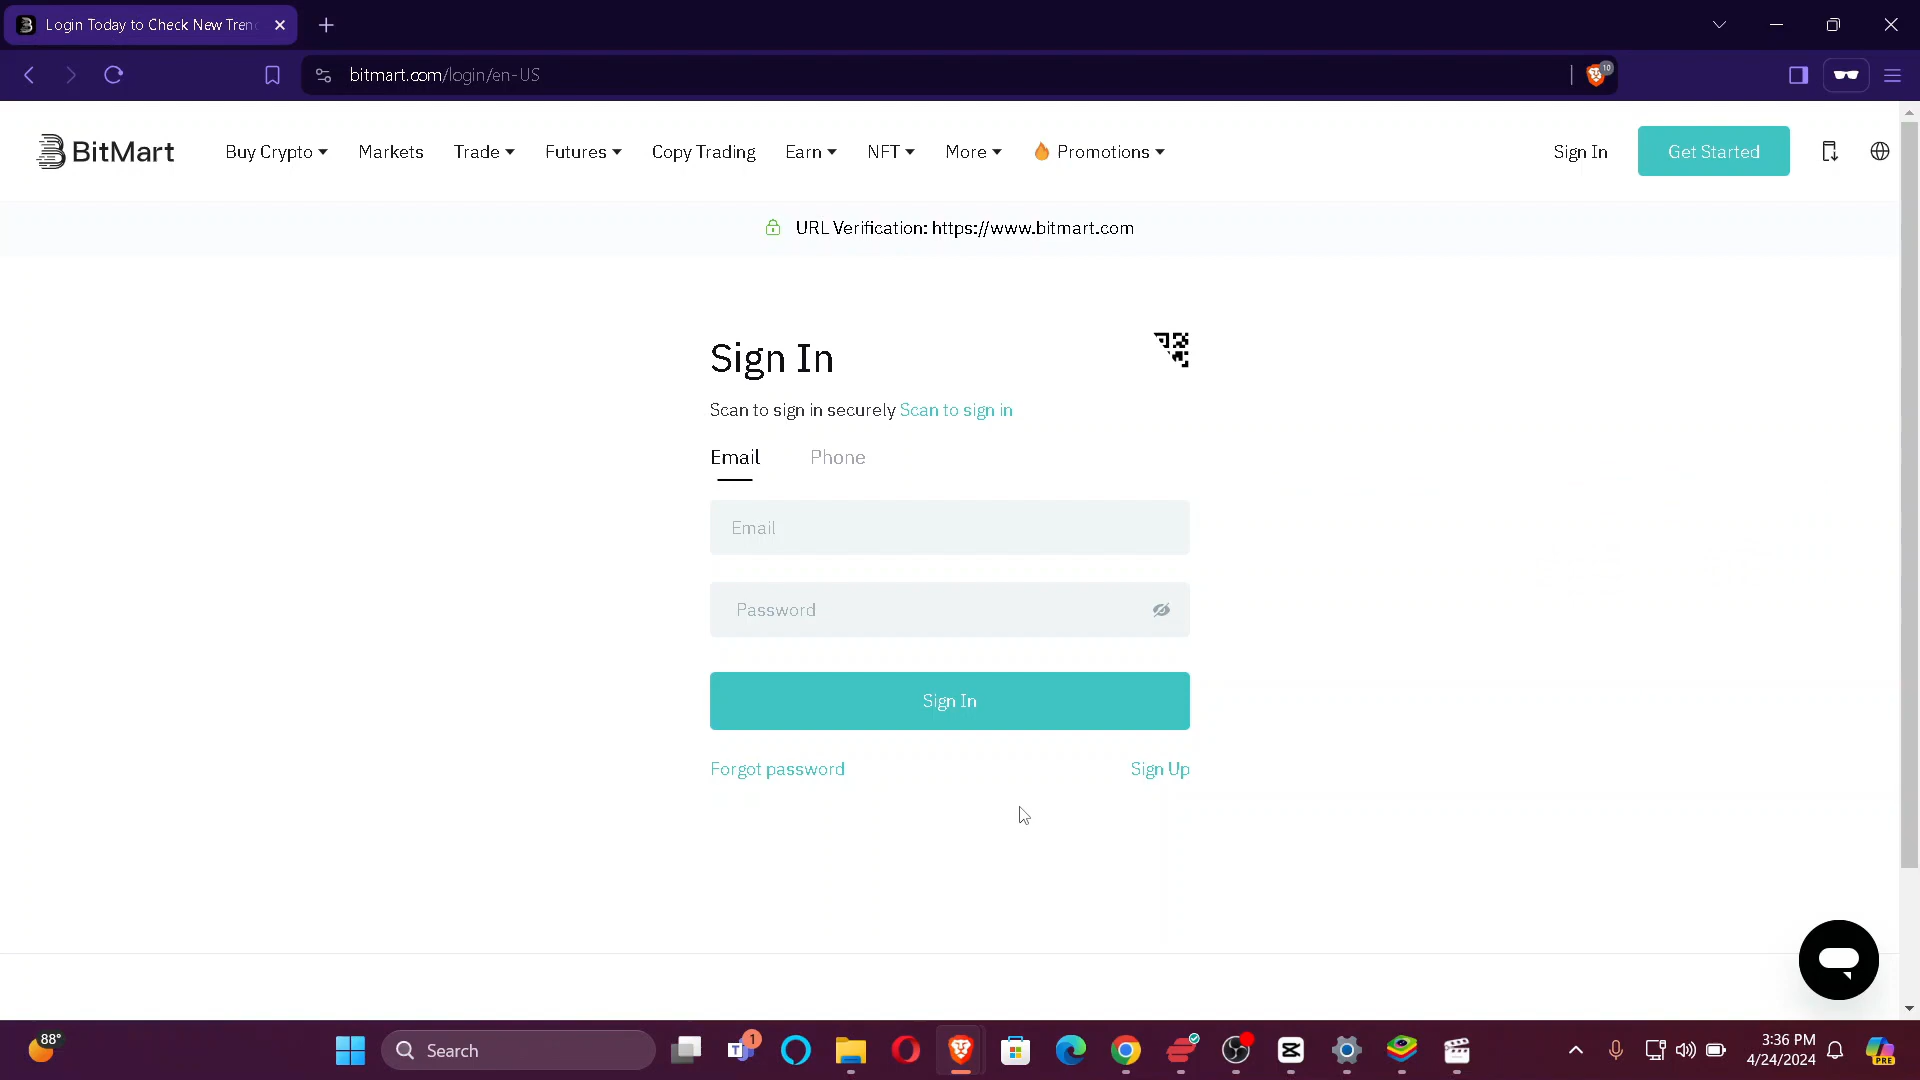 Login Today to Check New Tren
bitmart.com/login/en-US
10
BitMart
Buy Crypto
Markets
Trade
Futures
Copy Trading
Earn
NFT
More
Promotions
Sign In
Get Started
URL Verification: https://www.bitmart.com
Sign In
Scan to sign in securely Scan to sign in
Email
Phone
Email
Password
Sign In
Forgot password
Sign Up
88°
Search
1
3:36 PM
4/24/2024
PRE